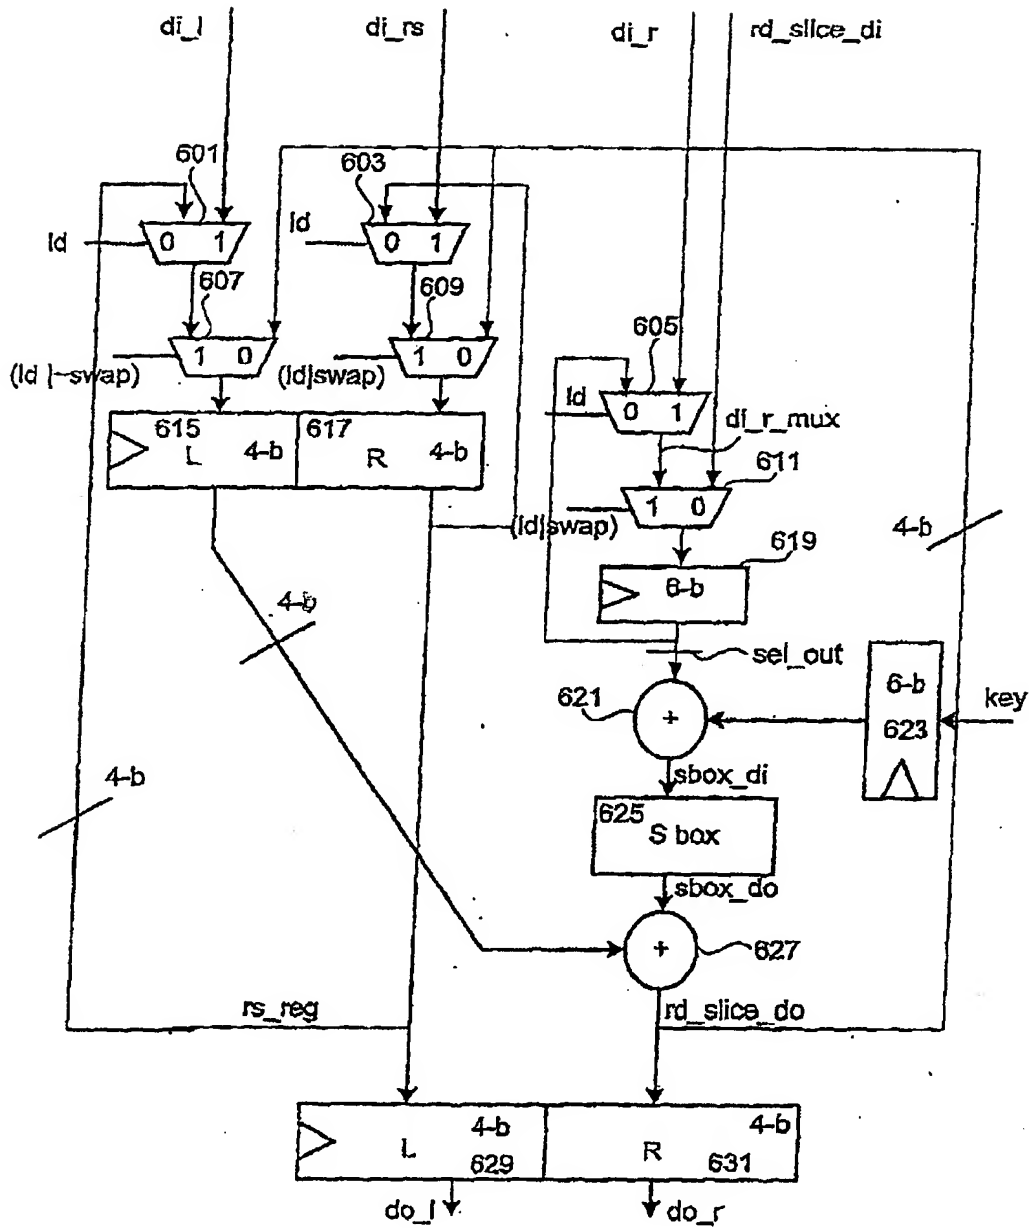 di_l di_rs di_r rd_slice_di
601 603
ld 0 1 ld 0 1
607 609 605
1 0 1 0
(ld |~swap) (ld|swap) ld 0 1
di_r_mux
615 617 611
L 4-b R 4-b 1 0
(ld|swap) 4-b
619
6-b
4-b
sel_out
6-b
621 + 623 key
4-b sbox_di
625
S box
sbox_do
+ 627
rs_reg rd_slice_do
4-b 4-b
L 629 R 631
do_l do_r